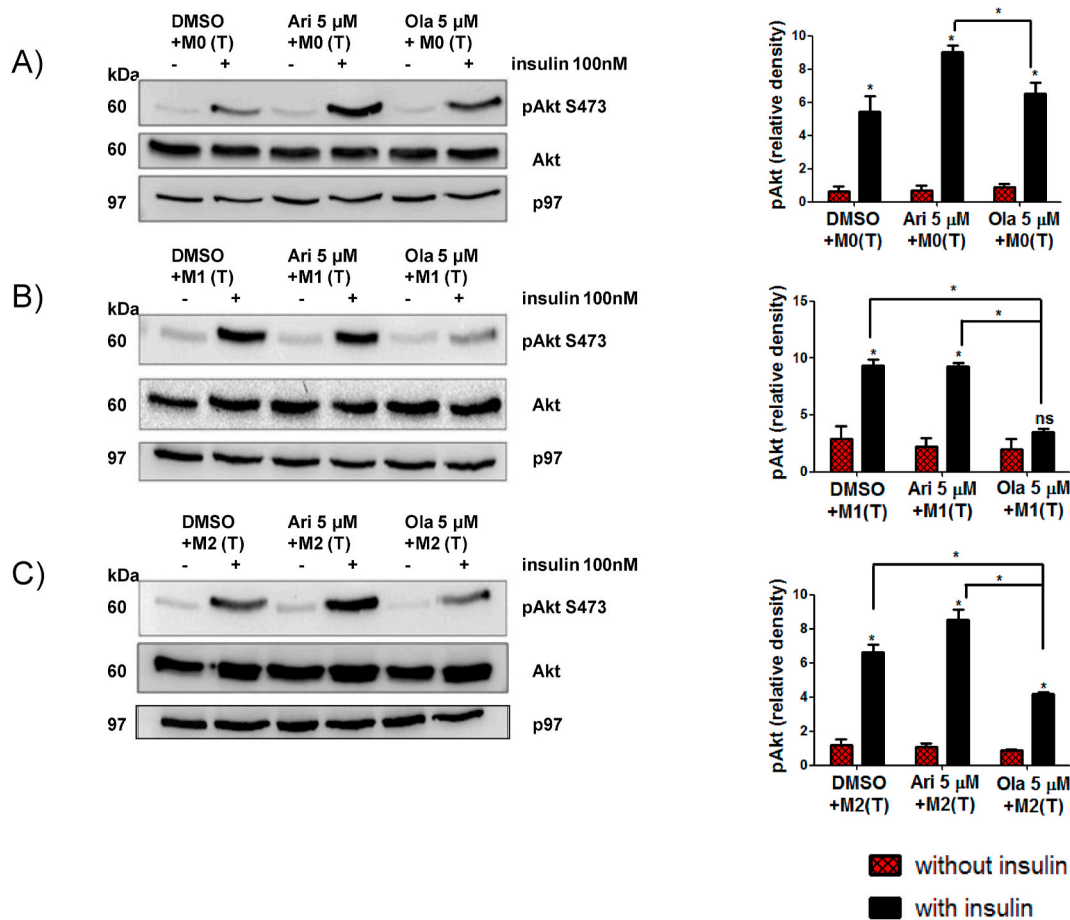 A)
DMSO Ari 5 µM Ola 5 µM
+M0 (T) +M0 (T) + M0 (T)
kDa - + - + - + insulin 100nM
60 pAkt S473
60 Akt
97 p97
pAkt (relative density)
10
8
6
4
2
0
* * * *
DMSO Ari 5 µM Ola 5 µM
+M0(T) +M0(T) +M0(T)
B)
DMSO Ari 5 µM Ola 5 µM
+M1 (T) +M1 (T) +M1 (T)
kDa - + - + - + insulin 100nM
60 pAkt S473
60 Akt
97 p97
pAkt (relative density)
15
10
5
0
* * * * ns
DMSO Ari 5 µM Ola 5 µM
+M1(T) +M1(T) +M1(T)
C)
DMSO Ari 5 µM Ola 5 µM
+M2 (T) +M2 (T) +M2 (T)
kDa - + - + - + insulin 100nM
60 pAkt S473
60 Akt
97 p97
pAkt (relative density)
10
8
6
4
2
0
* * * * *
DMSO Ari 5 µM Ola 5 µM
+M2(T) +M2(T) +M2(T)
without insulin
with insulin